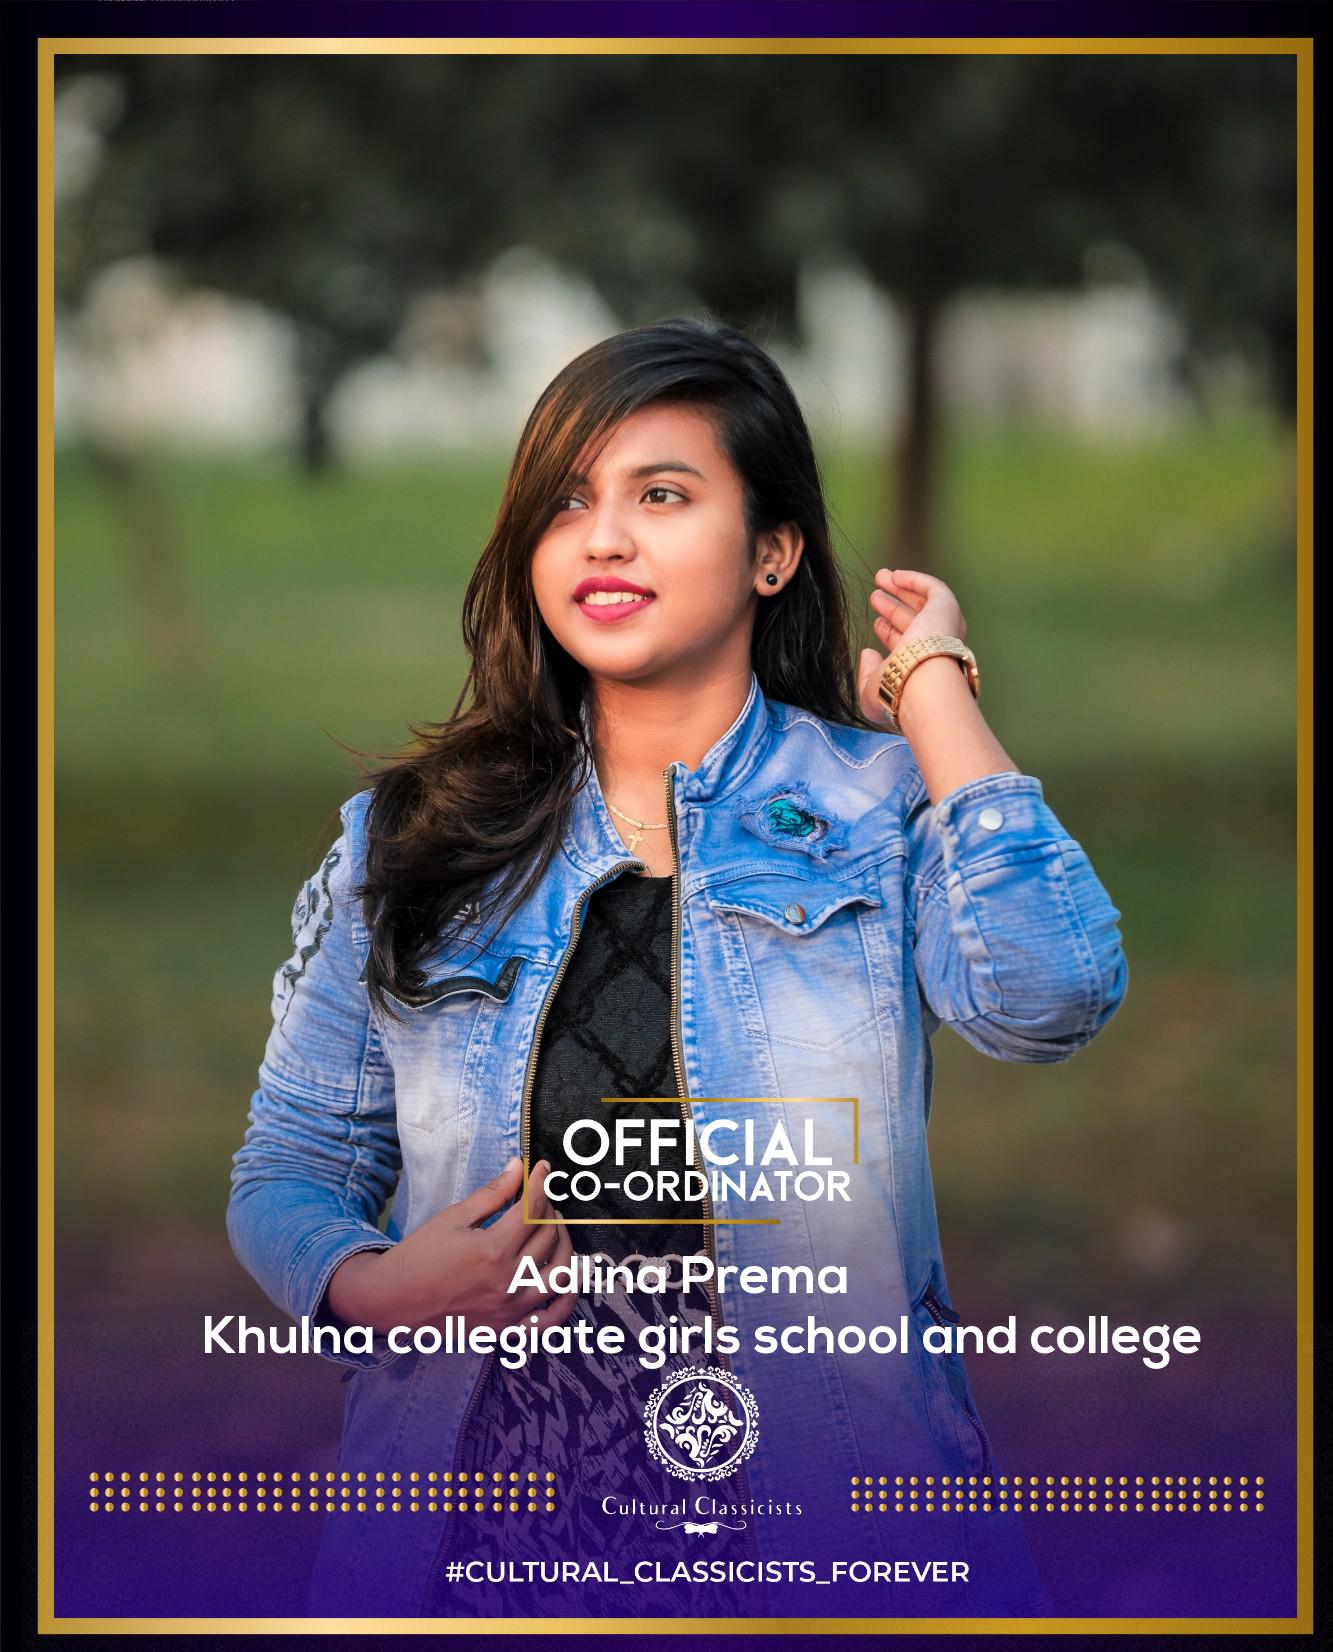 OFFICIAL
CO-ORDINATOR
Adlina Prema
Khulna collegiate girls school and college
Cultural Classicists
#CULTURAL_CLASSICISTS_FOREVER